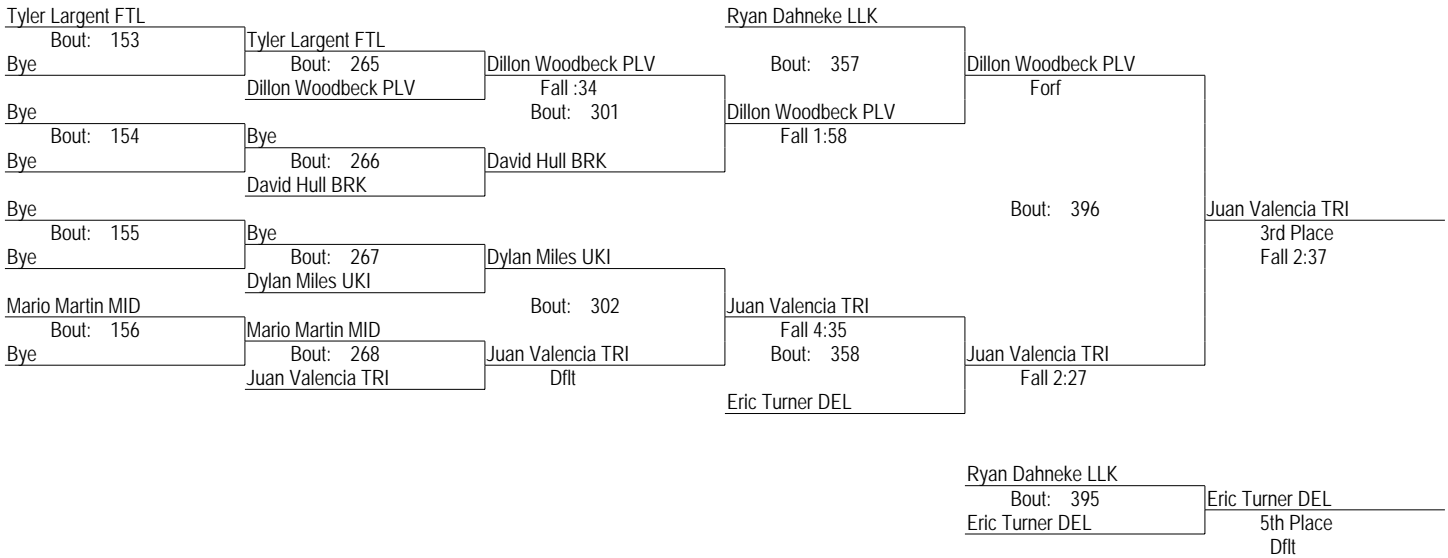 Tyler Largent FTL
Bout: 153
Bye
Bye
Bout: 154
Bye
Bye
Bout: 155
Bye
Mario Martin MID
Bout: 156
Bye
Tyler Largent FTL
Bout: 265
Dillon Woodbeck PLV
Bye
Bout: 266
David Hull BRK
Bye
Bout: 267
Dylan Miles UKI
Mario Martin MID
Bout: 268
Juan Valencia TRI
Dillon Woodbeck PLV
Fall :34
Bout: 301
David Hull BRK
Dylan Miles UKI
Bout: 302
Juan Valencia TRI
Dflt
Ryan Dahneke LLK
Bout: 357
Dillon Woodbeck PLV
Fall 1:58
Juan Valencia TRI
Fall 4:35
Bout: 358
Eric Turner DEL
Dillon Woodbeck PLV
Forf
Bout: 396
Juan Valencia TRI
Fall 2:27
Juan Valencia TRI
3rd Place
Fall 2:37
Ryan Dahneke LLK
Bout: 395
Eric Turner DEL
Eric Turner DEL
5th Place
Dflt